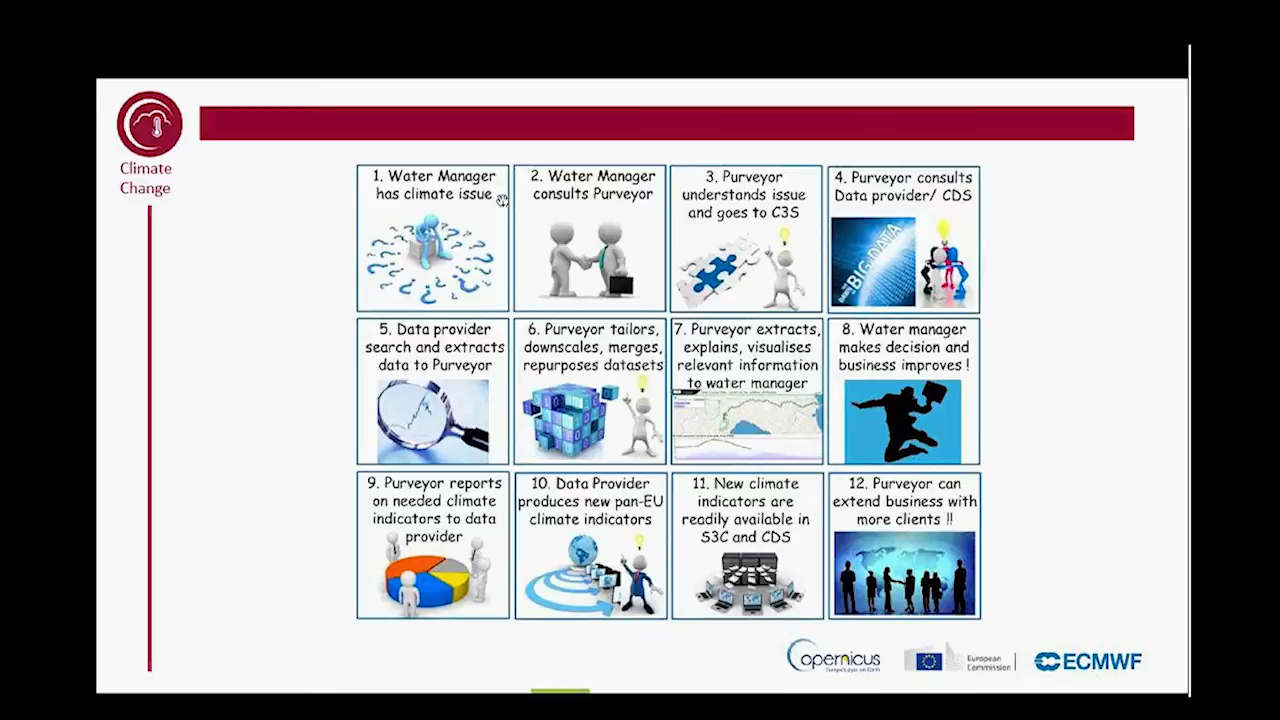 Climate
Change
1. Water Manager
has climate issue
2. Water Manager
consults Purveyor
3. Purveyor
understands issue
and goes to C3S
4. Purveyor consults
Data provider/ CDS
BIG DATA
5. Data provider
search and extracts
data to Purveyor
6. Purveyor tailors,
downscales, merges,
repurposes datasets
7. Purveyor extracts,
explains, visualises
relevant information
to water manager
8. Water manager
makes decision and
business improves !
9. Purveyor reports
on needed climate
indicators to data
provider
10. Data Provider
produces new pan-EU
climate indicators
11. New climate
indicators are
readily available in
S3C and CDS
12. Purveyor can
extend business with
more clients !!
opernicus
Europe's eyes on Earth
European
Commission
ECMWF